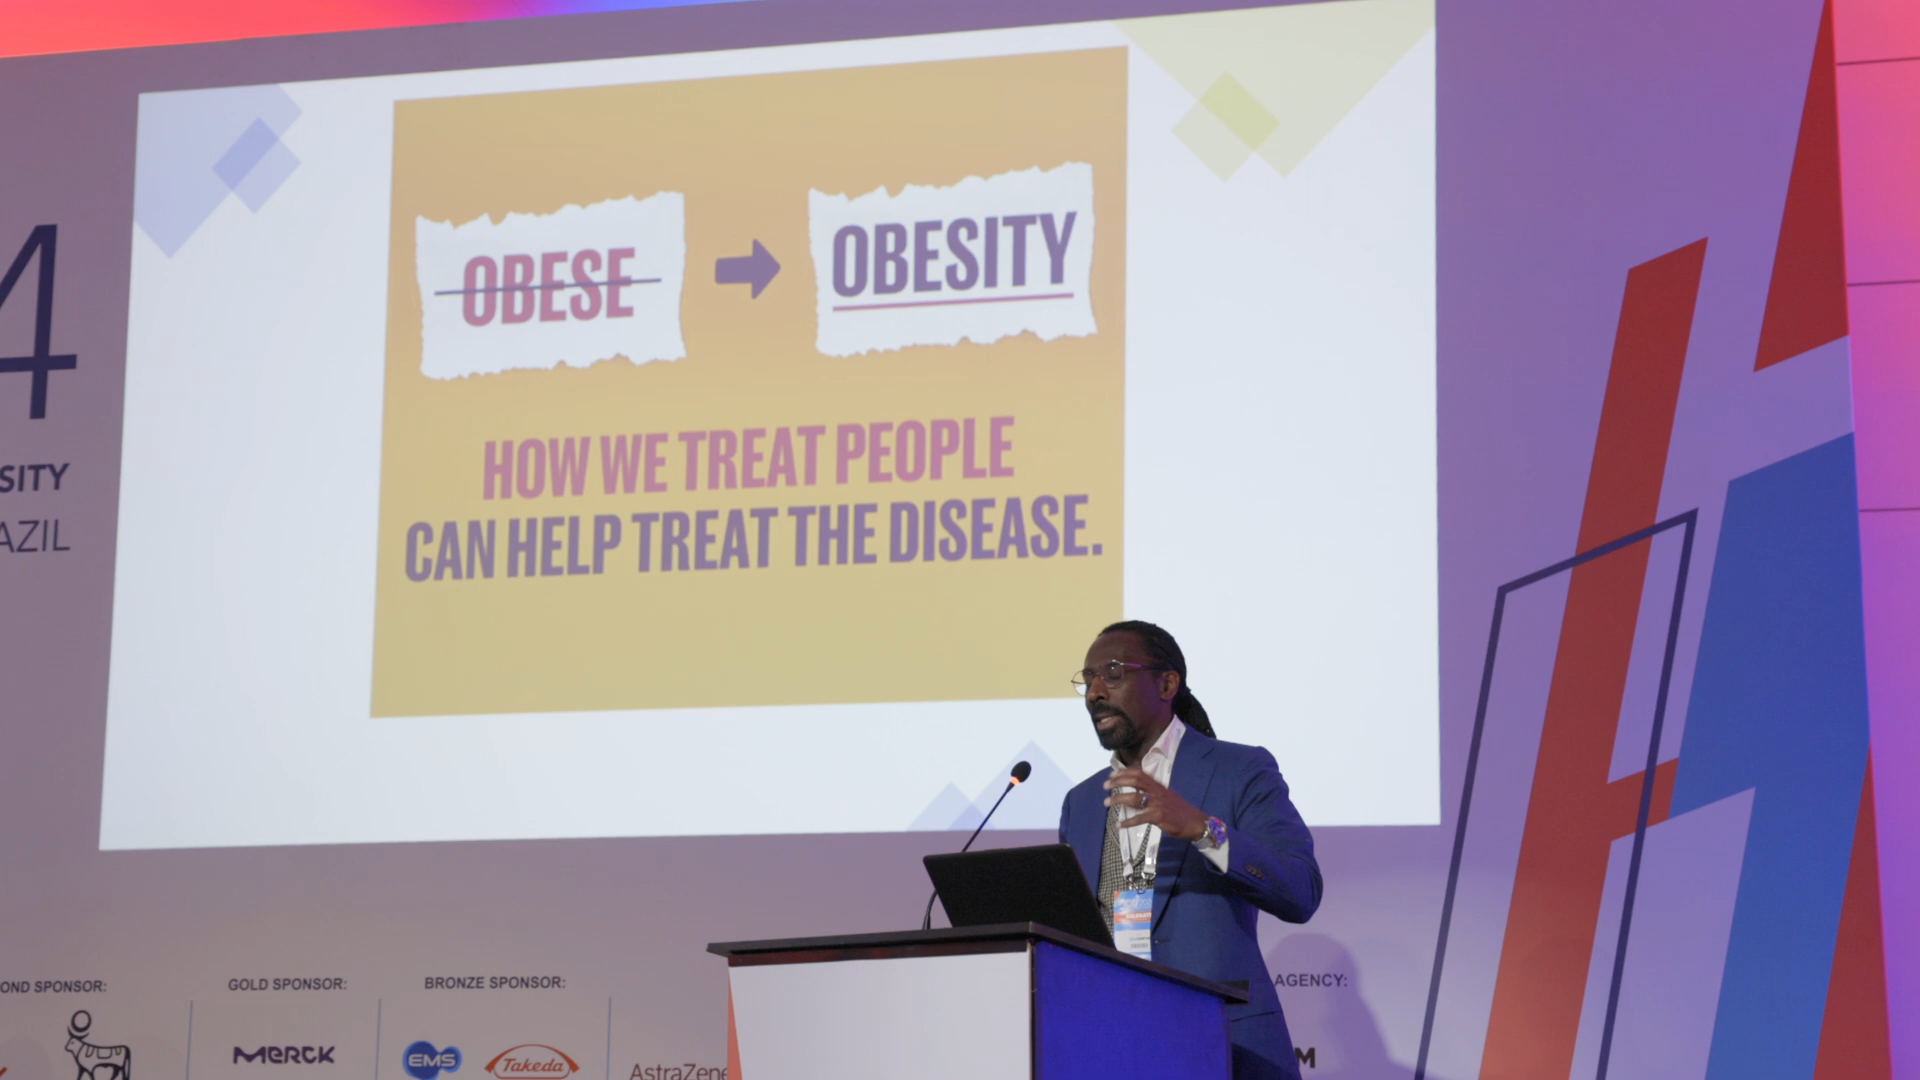 OBESE
OBESITY
HOW WE TREAT PEOPLE
CAN HELP TREAT THE DISEASE.
4
SITY
AZIL
OND SPONSOR:
GOLD SPONSOR:
BRONZE SPONSOR:
AGENCY:
MERCK
EMS
Takeda
AstraZene
M